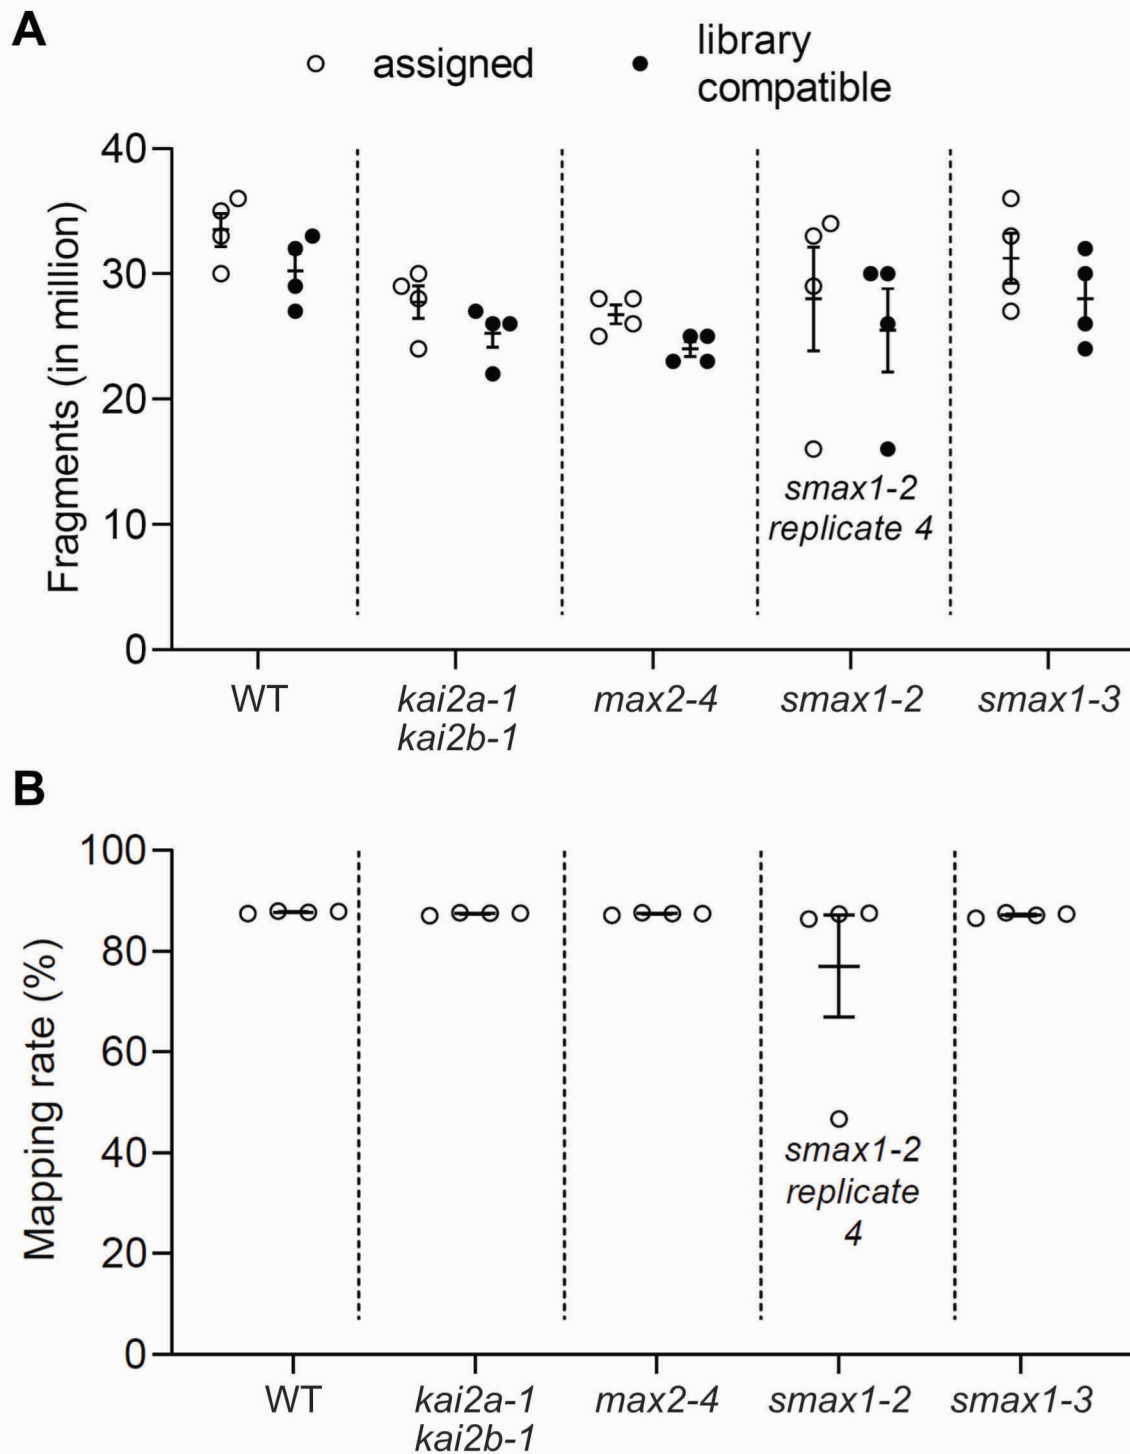 A
assigned
library
compatible
Fragments (in million)
40
30
20
10
0
smax1-2
replicate 4
WT
kai2a-1
kai2b-1
max2-4
smax1-2
smax1-3
B
Mapping rate (%)
100
80
60
40
20
0
smax1-2
replicate
4
WT
kai2a-1
kai2b-1
max2-4
smax1-2
smax1-3